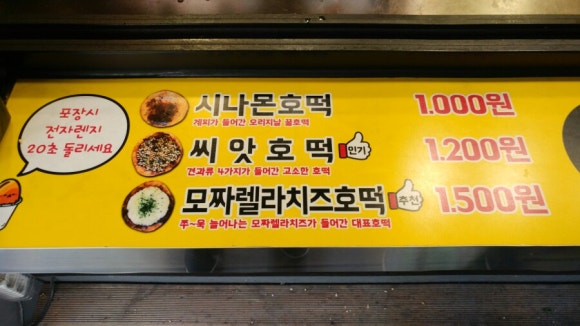 포장시
전자렌지
20초 돌리세요
시나몬호떡 1.000원
계피가 들어간 오리지날 꿀호떡
씨앗호떡 인기 1.200원
견과류 4가지가 들어간 고소한 호떡
모짜렐라치즈호떡 추천 1.500원
쭈~욱 늘어나는 모짜렐라치즈가 들어간 대표호떡